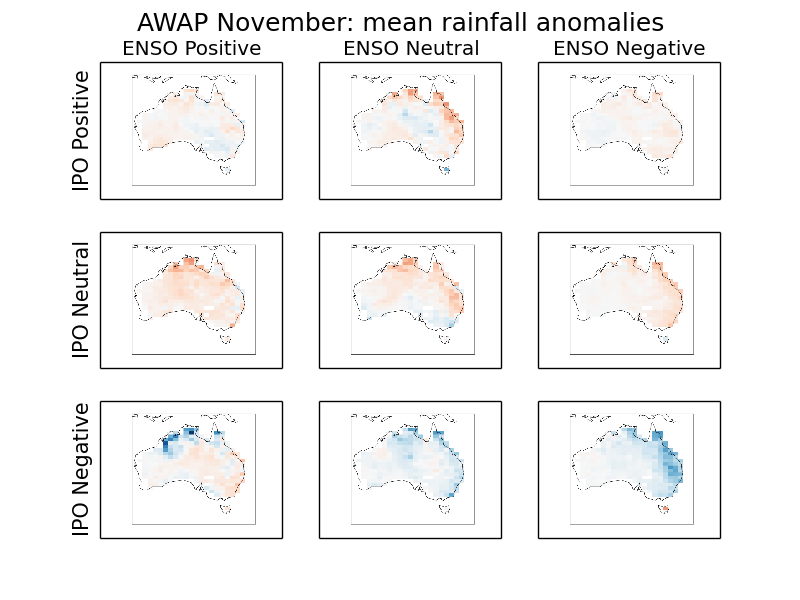 AWAP November: mean rainfall anomalies
ENSO Positive
ENSO Neutral
ENSO Negative
IPO Positive
IPO Neutral
IPO Negative